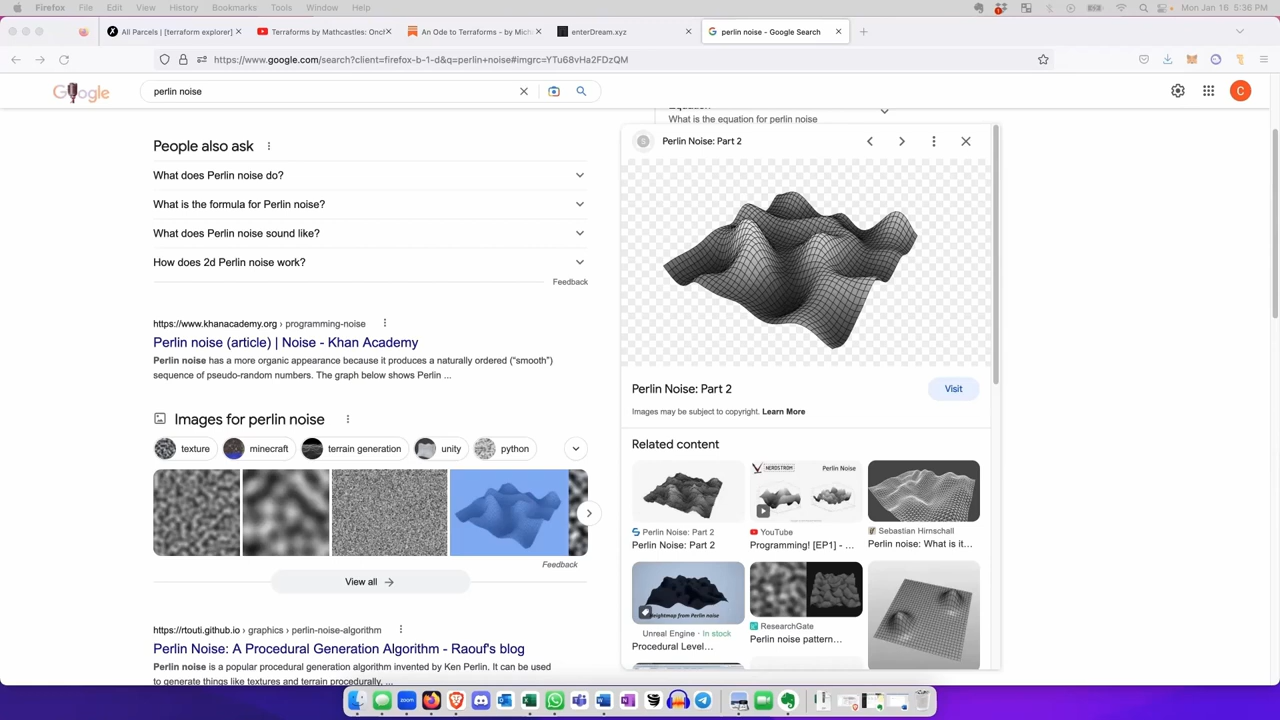 Firefox File Edit View History Bookmarks Tools Window Help
Mon Jan 16 5:36 PM
All Parcels | [terraform explorer]
Terraforms by Mathcastles: Onch
An Ode to Terraforms - by Mich
enterDream.xyz
perlin noise - Google Search
https://www.google.com/search?client=firefox-b-1-d&q=perlin+noise#imgrc=YTu68vHa2FDzQM
Google
perlin noise
C
What is the equation for perlin noise
People also ask
What does Perlin noise do?
What is the formula for Perlin noise?
What does Perlin noise sound like?
How does 2d Perlin noise work?
Feedback
https://www.khanacademy.org › programming-noise
Perlin noise (article) | Noise - Khan Academy
Perlin noise has a more organic appearance because it produces a naturally ordered (“smooth”)
sequence of pseudo-random numbers. The graph below shows Perlin ...
Images for perlin noise
texture
minecraft
terrain generation
unity
python
Feedback
View all
https://rtouti.github.io › graphics › perlin-noise-algorithm
Perlin Noise: A Procedural Generation Algorithm - Raouf's blog
Perlin noise is a popular procedural generation algorithm invented by Ken Perlin. It can be used
to generate things like textures and terrain procedurally, ...
S
Perlin Noise: Part 2
Perlin Noise: Part 2
Visit
Images may be subject to copyright. Learn More
Related content
Perlin Noise: Part 2
Perlin Noise: Part 2
NERDSTROM
Perlin Noise
YouTube
Programming! [EP1] - ...
Sebastian Hirnschall
Perlin noise: What is it...
Heightmap from Perlin noise
Unreal Engine · In stock
Procedural Level...
ResearchGate
Perlin noise pattern...
zoom